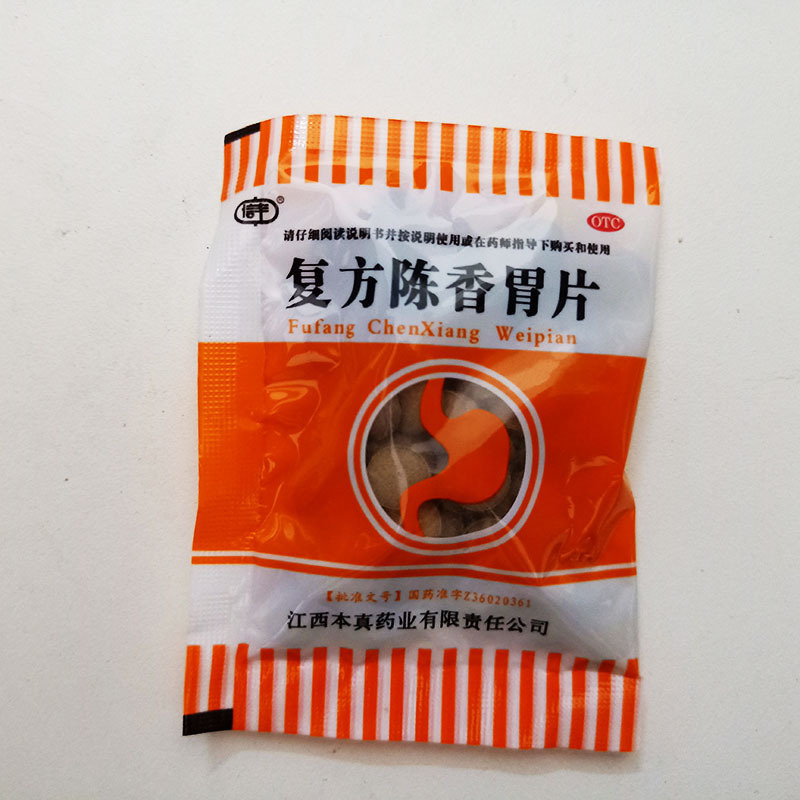 OTC
请仔细阅读说明书并按说明使用或在药师指导下购买和使用
复方陈香胃片
Fufang ChenXiang Weipian
【批准文号】国药准字Z36020361
江西本真药业有限责任公司